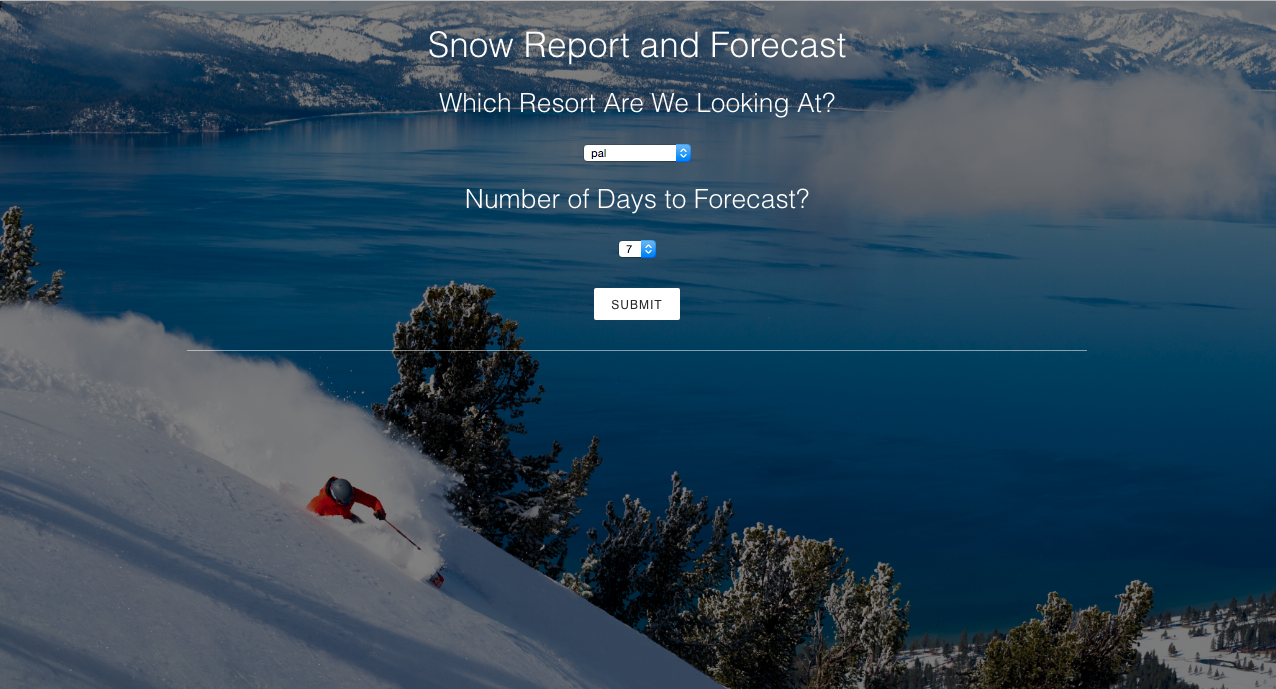 Snow Report and Forecast
Which Resort Are We Looking At?
pal
Number of Days to Forecast?
7
SUBMIT